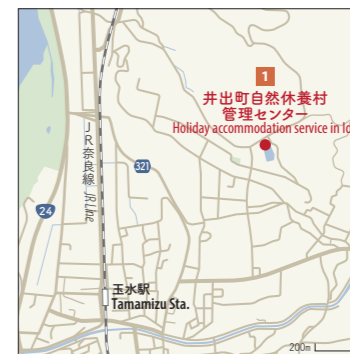 1
井出町自然休養村
管理センター
Holiday accommodation service in
JR奈良線 JR Line
321
24
玉水駅
Tamamizu Sta.
200m